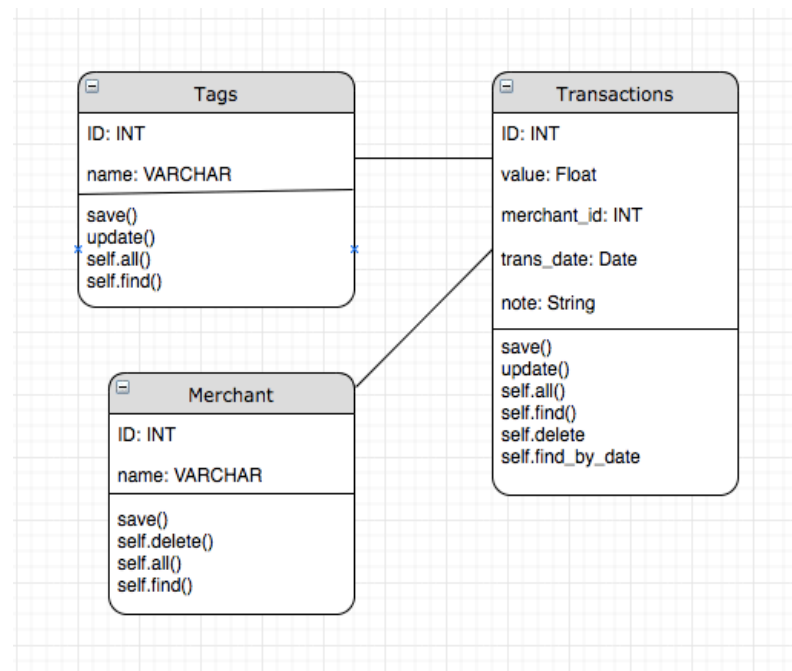 Tags
ID: INT
name: VARCHAR
save()
update()
self.all()
self.find()
Transactions
ID: INT
value: Float
merchant_id: INT
trans_date: Date
note: String
save()
update()
self.all()
self.find()
self.delete
self.find_by_date
Merchant
ID: INT
name: VARCHAR
save()
self.delete()
self.all()
self.find()